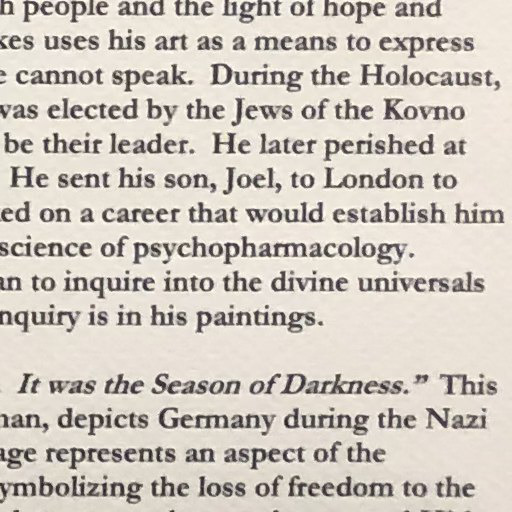 people and the light of hope and
uses his art as a means to express
cannot speak. During the Holocaust,
was elected by the Jews of the Kovno
be their leader. He later perished at
He sent his son, Joel, to London to
ed on a career that would establish him
science of psychopharmacology.
an to inquire into the divine universals
nquiry is in his paintings.
It was the Season of Darkness.” This
man, depicts Germany during the Nazi
age represents an aspect of the
ymbolizing the loss of freedom to the